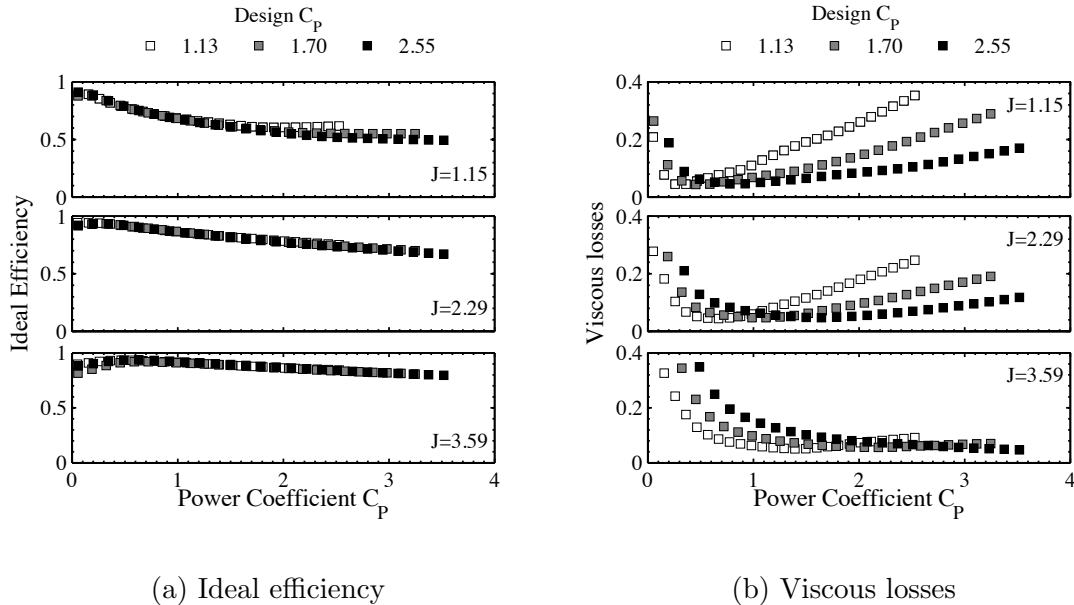 Design C_P
1.13 1.70 2.55
1
0.5
0
J=1.15
1
0.5
0
J=2.29
1
0.5
0
J=3.59
0 1 2 3 4
Ideal Efficiency
Power Coefficient C_P
(a) Ideal efficiency
Design C_P
1.13 1.70 2.55
0.4
0.2
0
J=1.15
0.4
0.2
0
J=2.29
0.4
0.2
0
J=3.59
0 1 2 3 4
Viscous losses
Power Coefficient C_P
(b) Viscous losses